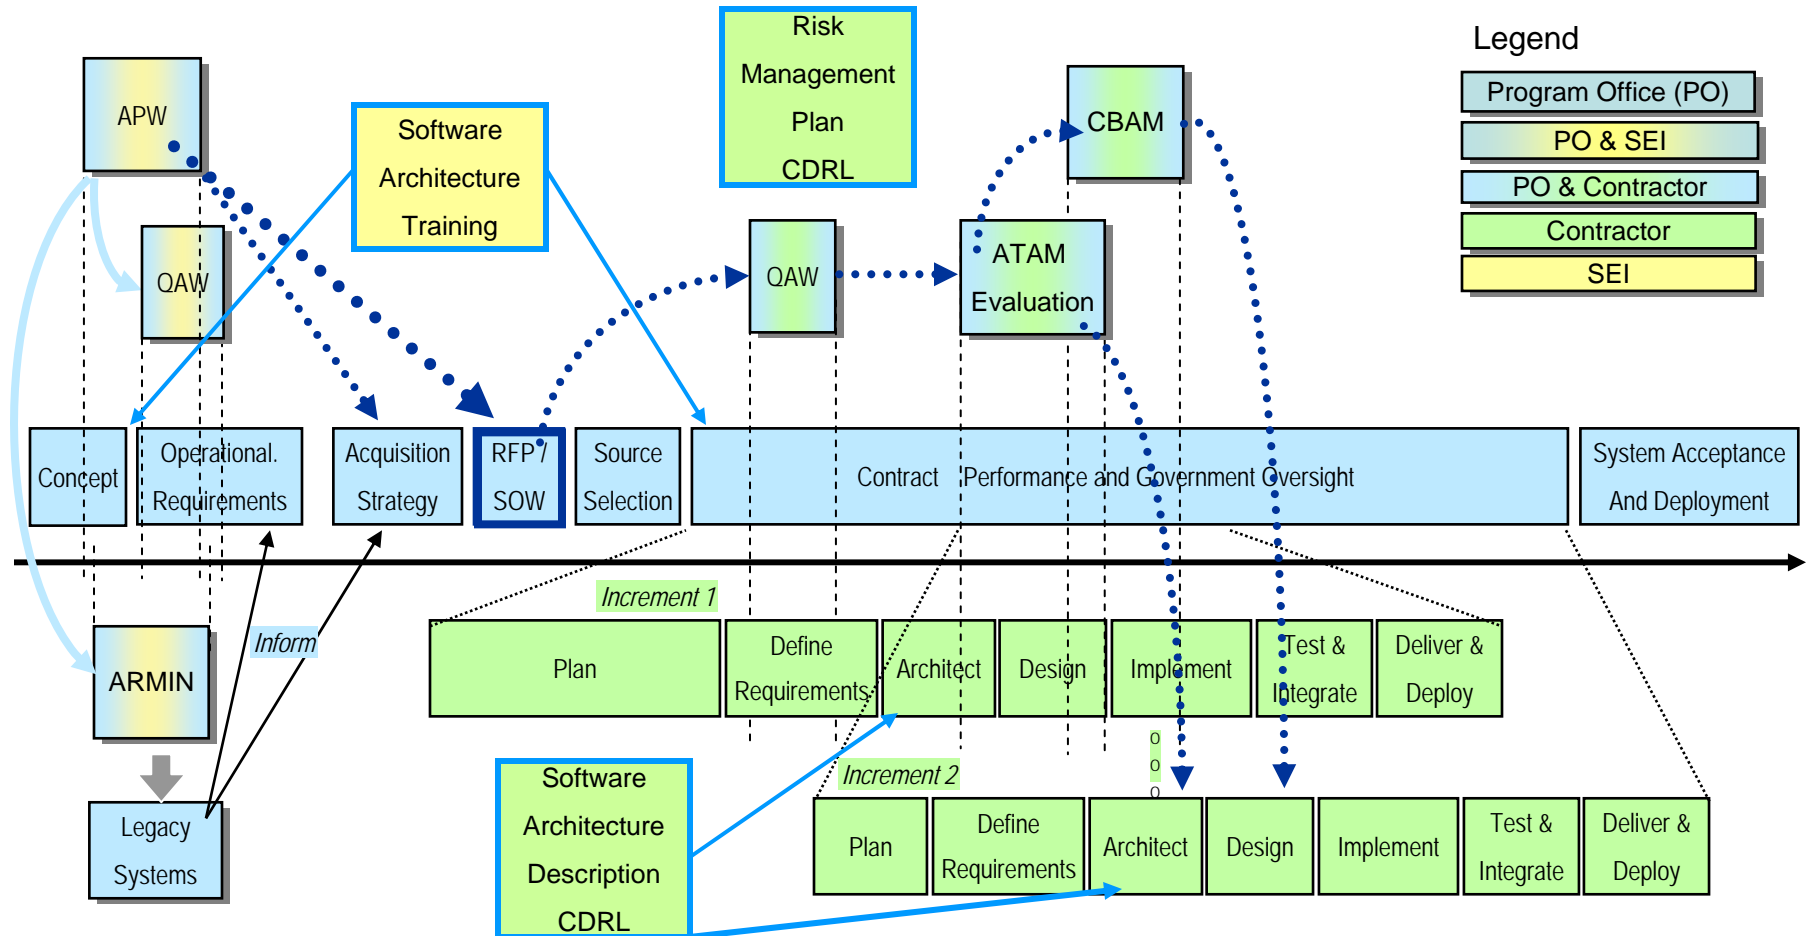 Risk
Management
Plan
CDRL
Legend
Program Office (PO)
PO & SEI
PO & Contractor
Contractor
SEI
APW
Software
Architecture
Training
CBAM
QAW
QAW
ATAM
Evaluation
Concept
Operational.
Requirements
Acquisition
Strategy
RFP /
SOW
Source
Selection
Contract Performance and Government Oversight
System Acceptance
And Deployment
Increment 1
Inform
ARMIN
Plan
Define
Requirements
Architect
Design
Implement
Test &
Integrate
Deliver &
Deploy
o
o
o
Increment 2
Software
Architecture
Description
CDRL
Legacy
Systems
Plan
Define
Requirements
Architect
Design
Implement
Test &
Integrate
Deliver &
Deploy